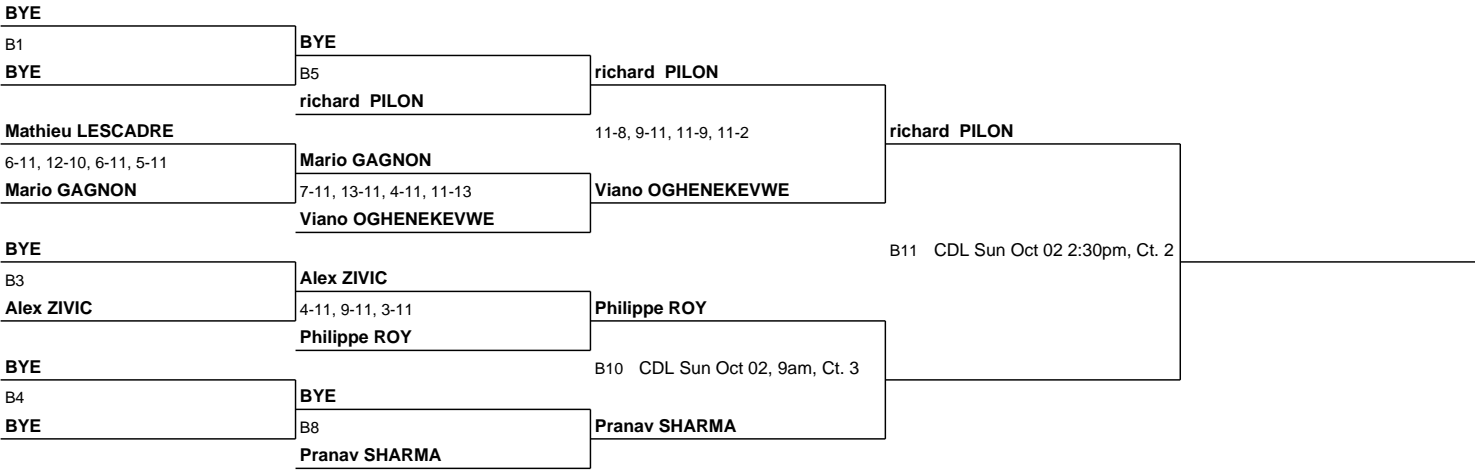 BYE
B1
BYE
BYE
B5
richard  PILON
richard  PILON
11-8, 9-11, 11-9, 11-2
richard  PILON
Mathieu LESCADRE
6-11, 12-10, 6-11, 5-11
Mario GAGNON
Mario GAGNON
7-11, 13-11, 4-11, 11-13
Viano OGHENEKEVWE
Viano OGHENEKEVWE
B11 CDL Sun Oct 02 2:30pm, Ct. 2
BYE
B3
Alex ZIVIC
Alex ZIVIC
4-11, 9-11, 3-11
Philippe ROY
Philippe ROY
B10 CDL Sun Oct 02, 9am, Ct. 3
BYE
B4
BYE
BYE
B8
Pranav SHARMA
Pranav SHARMA